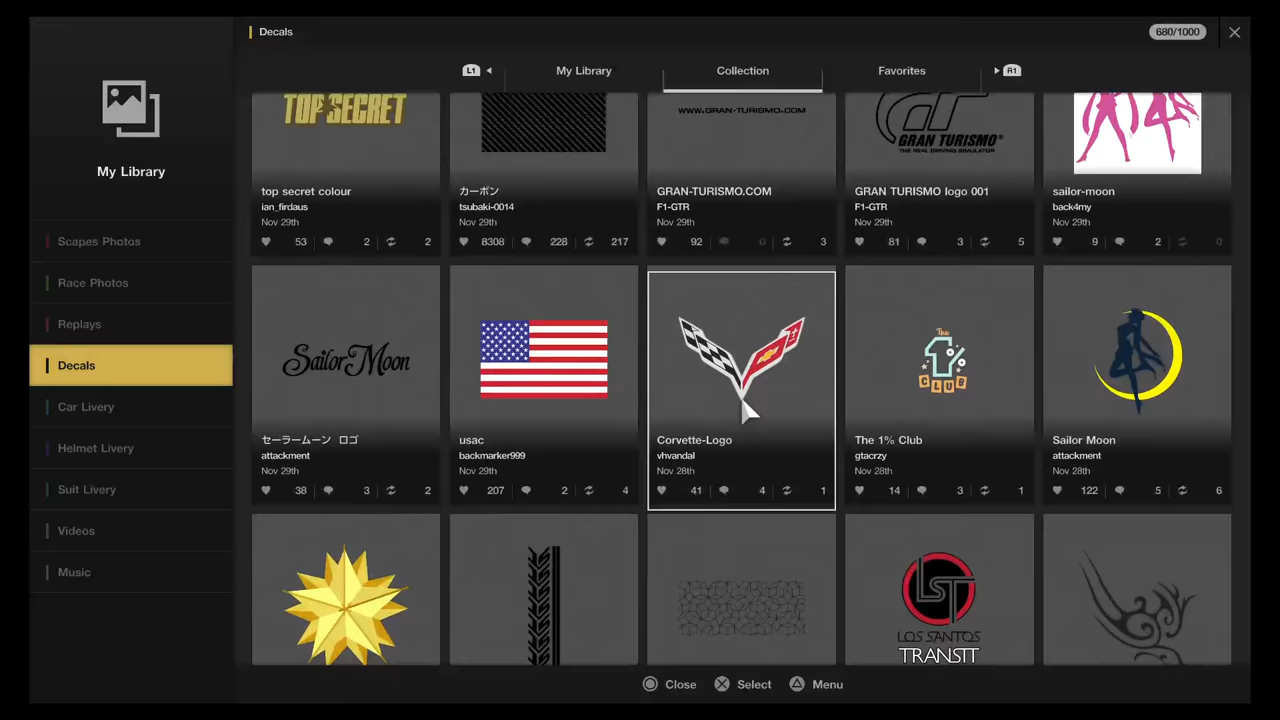 Decals
680/1000
L1
My Library
Collection
Favorites
R1
My Library
Scapes Photos
Race Photos
Replays
Decals
Car Livery
Helmet Livery
Suit Livery
Videos
Music
TOP SECRET
top secret colour
ian_firdaus
Nov 29th
53 2 2
カーボン
tsubaki-0014
Nov 29th
8308 228 217
WWW.GRAN-TURISMO.COM
GRAN-TURISMO.COM
F1-GTR
Nov 29th
92 0 3
GRAN TURISMO
THE REAL DRIVING SIMULATOR
GRAN TURISMO logo 001
F1-GTR
Nov 29th
81 3 5
sailor-moon
back4my
Nov 29th
9 2 0
Sailor Moon
セーラームーン ロゴ
attackment
Nov 29th
38 3 2
usac
backmarker999
Nov 29th
207 2 4
Corvette-Logo
vhvandal
Nov 28th
41 4 1
The
1%
CLUB
The 1% Club
gtacrzy
Nov 28th
14 3 1
Sailor Moon
attackment
Nov 28th
122 5 6
LST
LOS SANTOS
TRANSIT
Close
Select
Menu